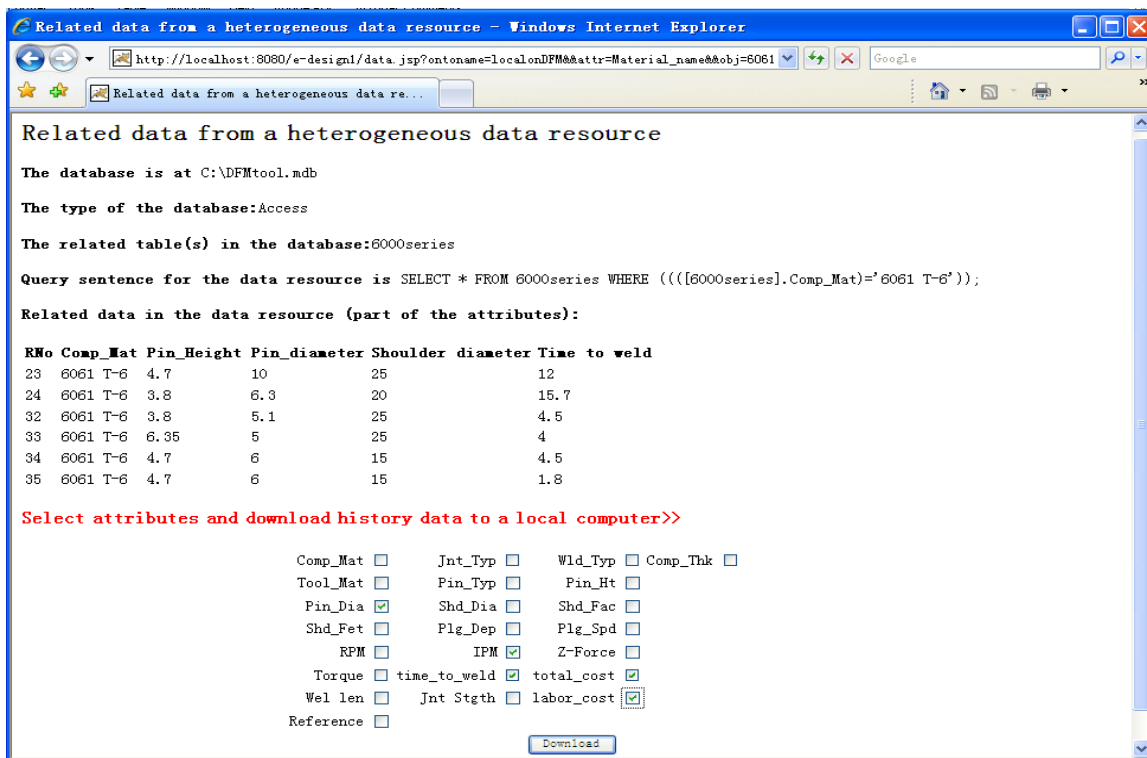 Related data from a heterogeneous data resource - Windows Internet Explorer
http://localhost:8080/e-design1/data.jsp?ontoname=localonDFM&&attr=Material_name&&obj=6061
Google
Related data from a heterogeneous data re...
Related data from a heterogeneous data resource
The database is at C:\DFMtool.mdb
The type of the database:Access
The related table(s) in the database:6000series
Query sentence for the data resource is SELECT * FROM 6000series WHERE ((([6000series].Comp_Mat)='6061 T-6'));
Related data in the data resource (part of the attributes):
RNo Comp_Mat Pin_Height Pin_diameter Shoulder diameter Time to weld
23 6061 T-6 4.7 10 25 12
24 6061 T-6 3.8 6.3 20 15.7
32 6061 T-6 3.8 5.1 25 4.5
33 6061 T-6 6.35 5 25 4
34 6061 T-6 4.7 6 15 4.5
35 6061 T-6 4.7 6 15 1.8
Select attributes and download history data to a local computer>>
Comp_Mat Jnt_Typ Wld_Typ Comp_Thk
Tool_Mat Pin_Typ Pin_Ht
Pin_Dia Shd_Dia Shd_Fac
Shd_Fet Plg_Dep Plg_Spd
RPM IPM Z-Force
Torque time_to_weld total_cost
Wel len Jnt Stgth labor_cost
Reference
Download